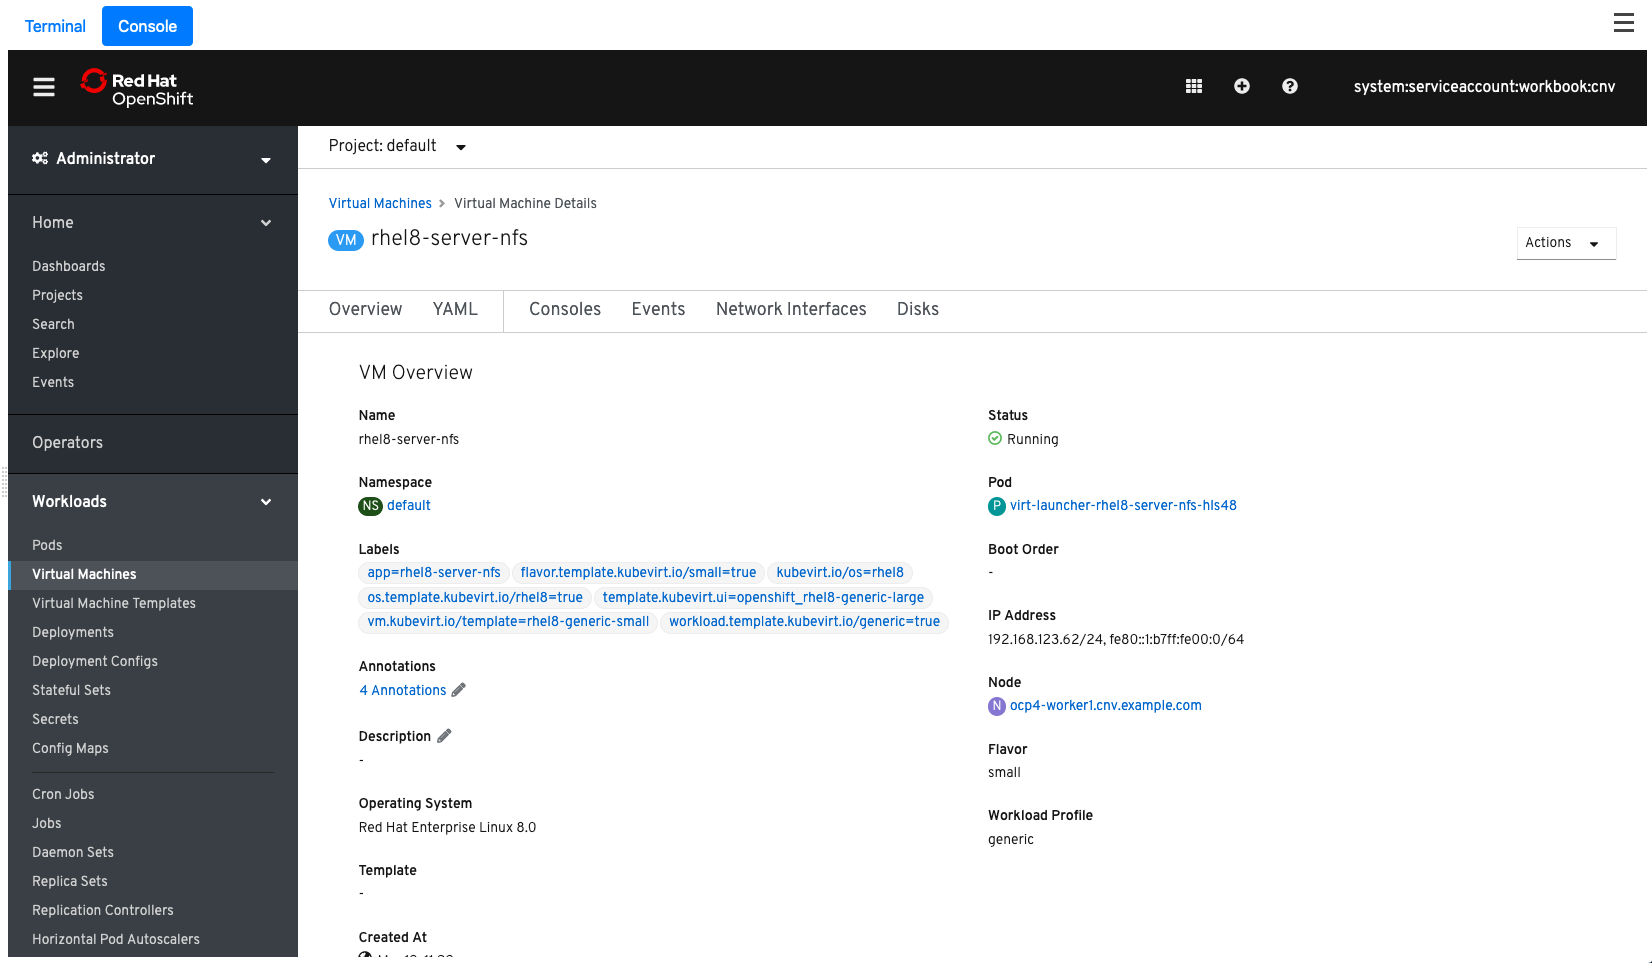 Terminal
Console
Red Hat
OpenShift
system:serviceaccount:workbook:cnv
Administrator
Home
Dashboards
Projects
Search
Explore
Events
Operators
Workloads
Pods
Virtual Machines
Virtual Machine Templates
Deployments
Deployment Configs
Stateful Sets
Secrets
Config Maps
Cron Jobs
Jobs
Daemon Sets
Replica Sets
Replication Controllers
Horizontal Pod Autoscalers
Project: default
Virtual Machines > Virtual Machine Details
VM rhel8-server-nfs
Actions
Overview YAML Consoles Events Network Interfaces Disks
VM Overview
Name
rhel8-server-nfs
Namespace
NS default
Labels
app=rhel8-server-nfs flavor.template.kubevirt.io/small=true kubevirt.io/os=rhel8
os.template.kubevirt.io/rhel8=true template.kubevirt.ui=openshift_rhel8-generic-large
vm.kubevirt.io/template=rhel8-generic-small workload.template.kubevirt.io/generic=true
Annotations
4 Annotations
Description
-
Operating System
Red Hat Enterprise Linux 8.0
Template
-
Created At
Status
Running
Pod
P virt-launcher-rhel8-server-nfs-hls48
Boot Order
-
IP Address
192.168.123.62/24, fe80::1:b7ff:fe00:0/64
Node
N ocp4-worker1.cnv.example.com
Flavor
small
Workload Profile
generic